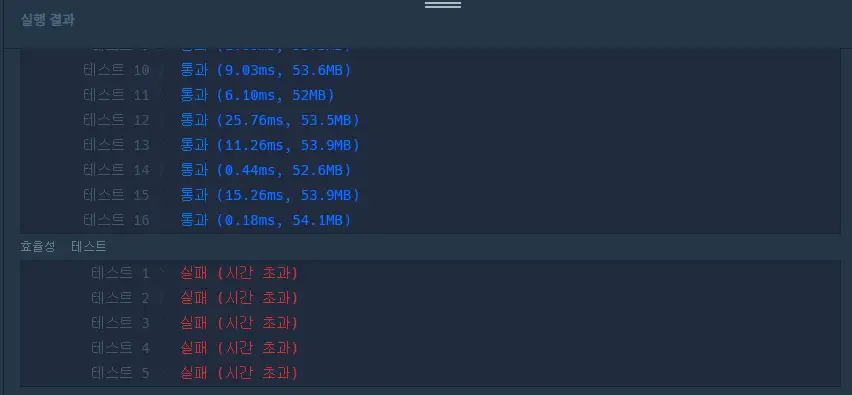 실행 결과
테스트 10 통과 (9.03ms, 53.6MB)
테스트 11 통과 (6.10ms, 52MB)
테스트 12 통과 (25.76ms, 53.5MB)
테스트 13 통과 (11.26ms, 53.9MB)
테스트 14 통과 (0.44ms, 52.6MB)
테스트 15 통과 (15.26ms, 53.9MB)
테스트 16 통과 (0.18ms, 54.1MB)
효율성 테스트
테스트 1 실패 (시간 초과)
테스트 2 실패 (시간 초과)
테스트 3 실패 (시간 초과)
테스트 4 실패 (시간 초과)
테스트 5 실패 (시간 초과)